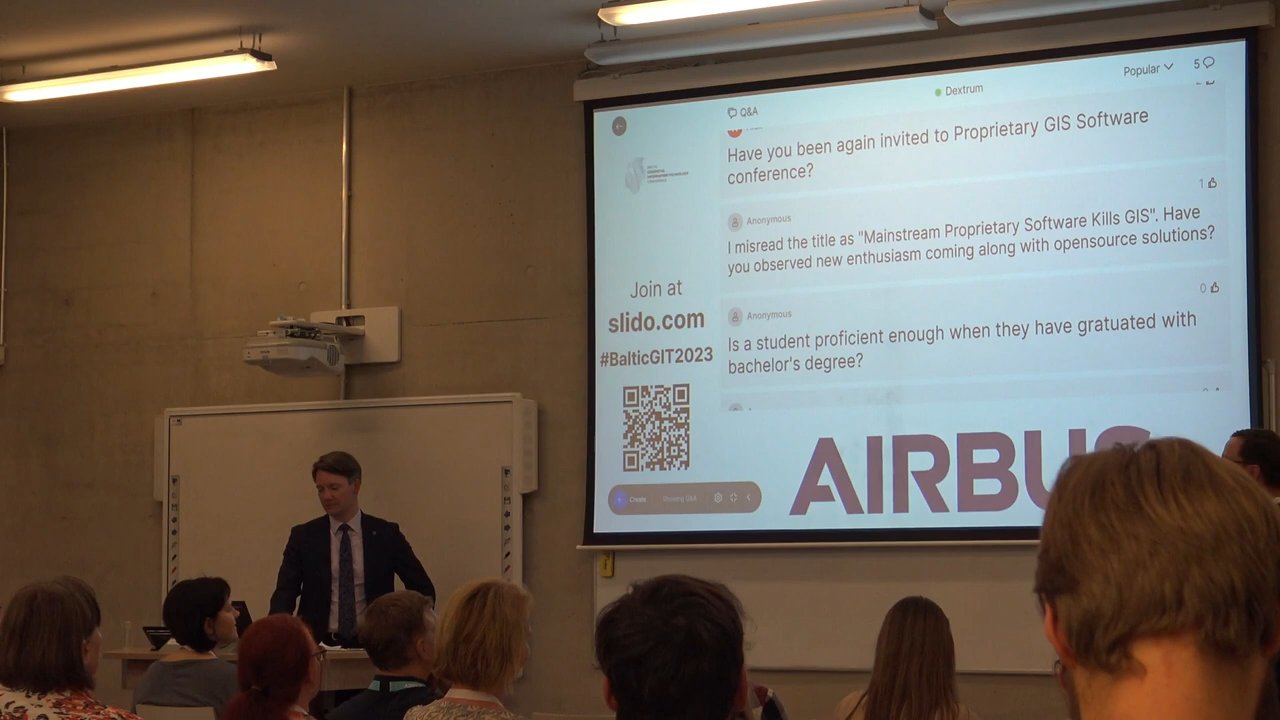 Popular
5
Dextrum
Q&A
Have you been again invited to Proprietary GIS Software
conference?
1
Anonymous
I misread the title as "Mainstream Proprietary Software Kills GIS". Have
you observed new enthusiasm coming along with opensource solutions?
0
Anonymous
Is a student proficient enough when they have gratuated with
bachelor's degree?
Join at
slido.com
#BalticGIT2023
Create
Showing Q&A
AIRBUS